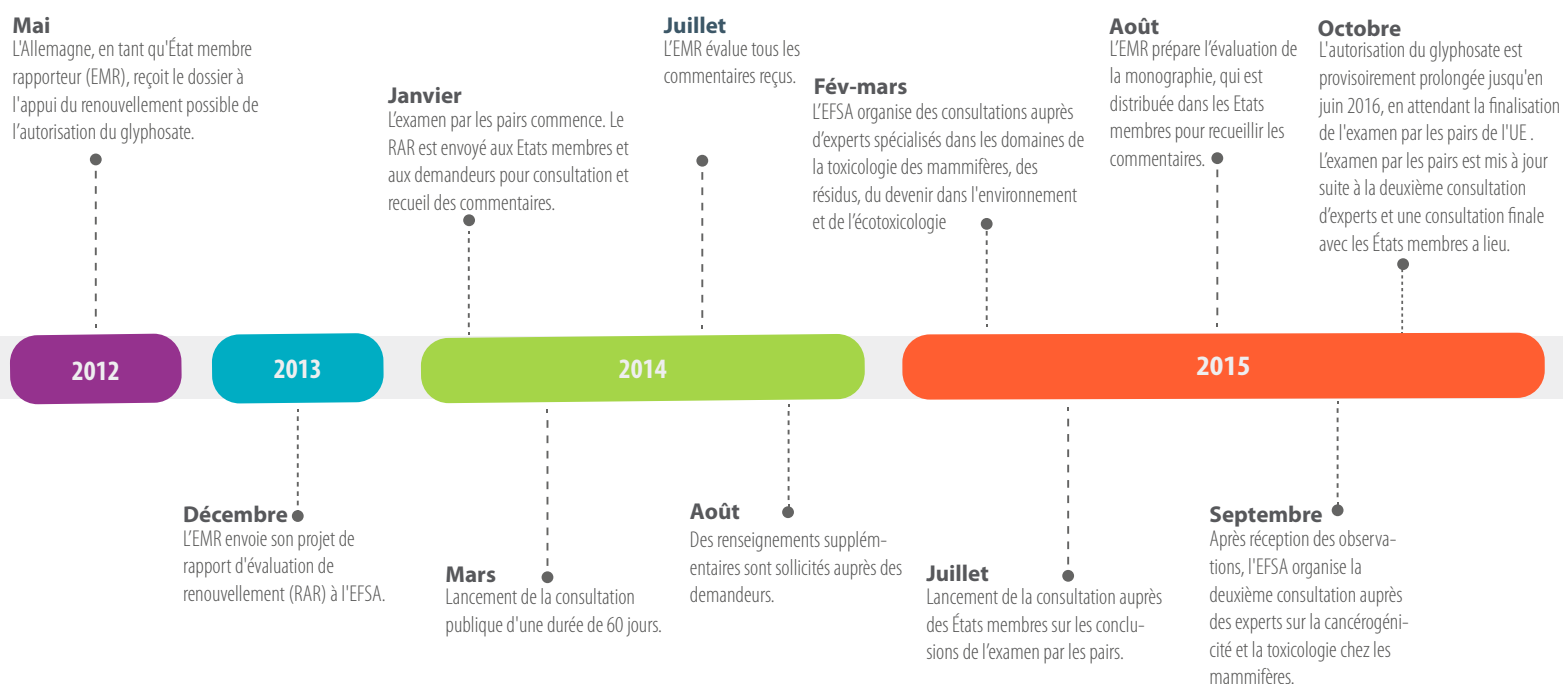 Mai
L'Allemagne, en tant qu'État membre
rapporteur (EMR), reçoit le dossier à
l'appui du renouvellement possible de
l’autorisation du glyphosate.
Janvier
L’examen par les pairs commence. Le
RAR est envoyé aux Etats membres et
aux demandeurs pour consultation et
recueil des commentaires.
Juillet
L’EMR évalue tous les
commentaires reçus.
Fév-mars
L’EFSA organise des consultations auprès
d’experts spécialisés dans les domaines de
la toxicologie des mammifères, des
résidus, du devenir dans l'environnement
et de l’écotoxicologie
Août
L’EMR prépare l’évaluation de
la monographie, qui est
distribuée dans les Etats
membres pour recueillir les
commentaires.
Octobre
L'autorisation du glyphosate est
provisoirement prolongée jusqu'en
juin 2016, en attendant la finalisation
de l'examen par les pairs de l'UE .
L’examen par les pairs est mis à jour
suite à la deuxième consultation
d’experts et une consultation finale
avec les États membres a lieu.
2012
2013
2014
2015
Décembre
L’EMR envoie son projet de
rapport d'évaluation de
renouvellement (RAR) à l'EFSA.
Mars
Lancement de la consultation
publique d'une durée de 60 jours.
Août
Des renseignements supplém-
entaires sont sollicités auprès des
demandeurs.
Juillet
Lancement de la consultation auprès
des États membres sur les conclu-
sions de l’examen par les pairs.
Septembre
Après réception des observa-
tions, l'EFSA organise la
deuxième consultation auprès
des experts sur la cancérogéni-
cité et la toxicologie chez les
mammifères.